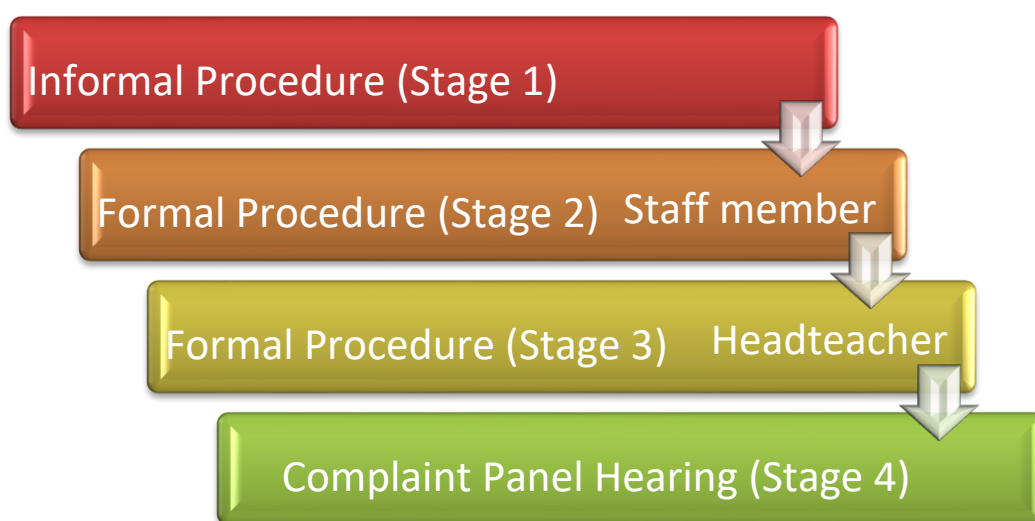 Informal Procedure (Stage 1)
Formal Procedure (Stage 2) Staff member
Formal Procedure (Stage 3) Headteacher
Complaint Panel Hearing (Stage 4)